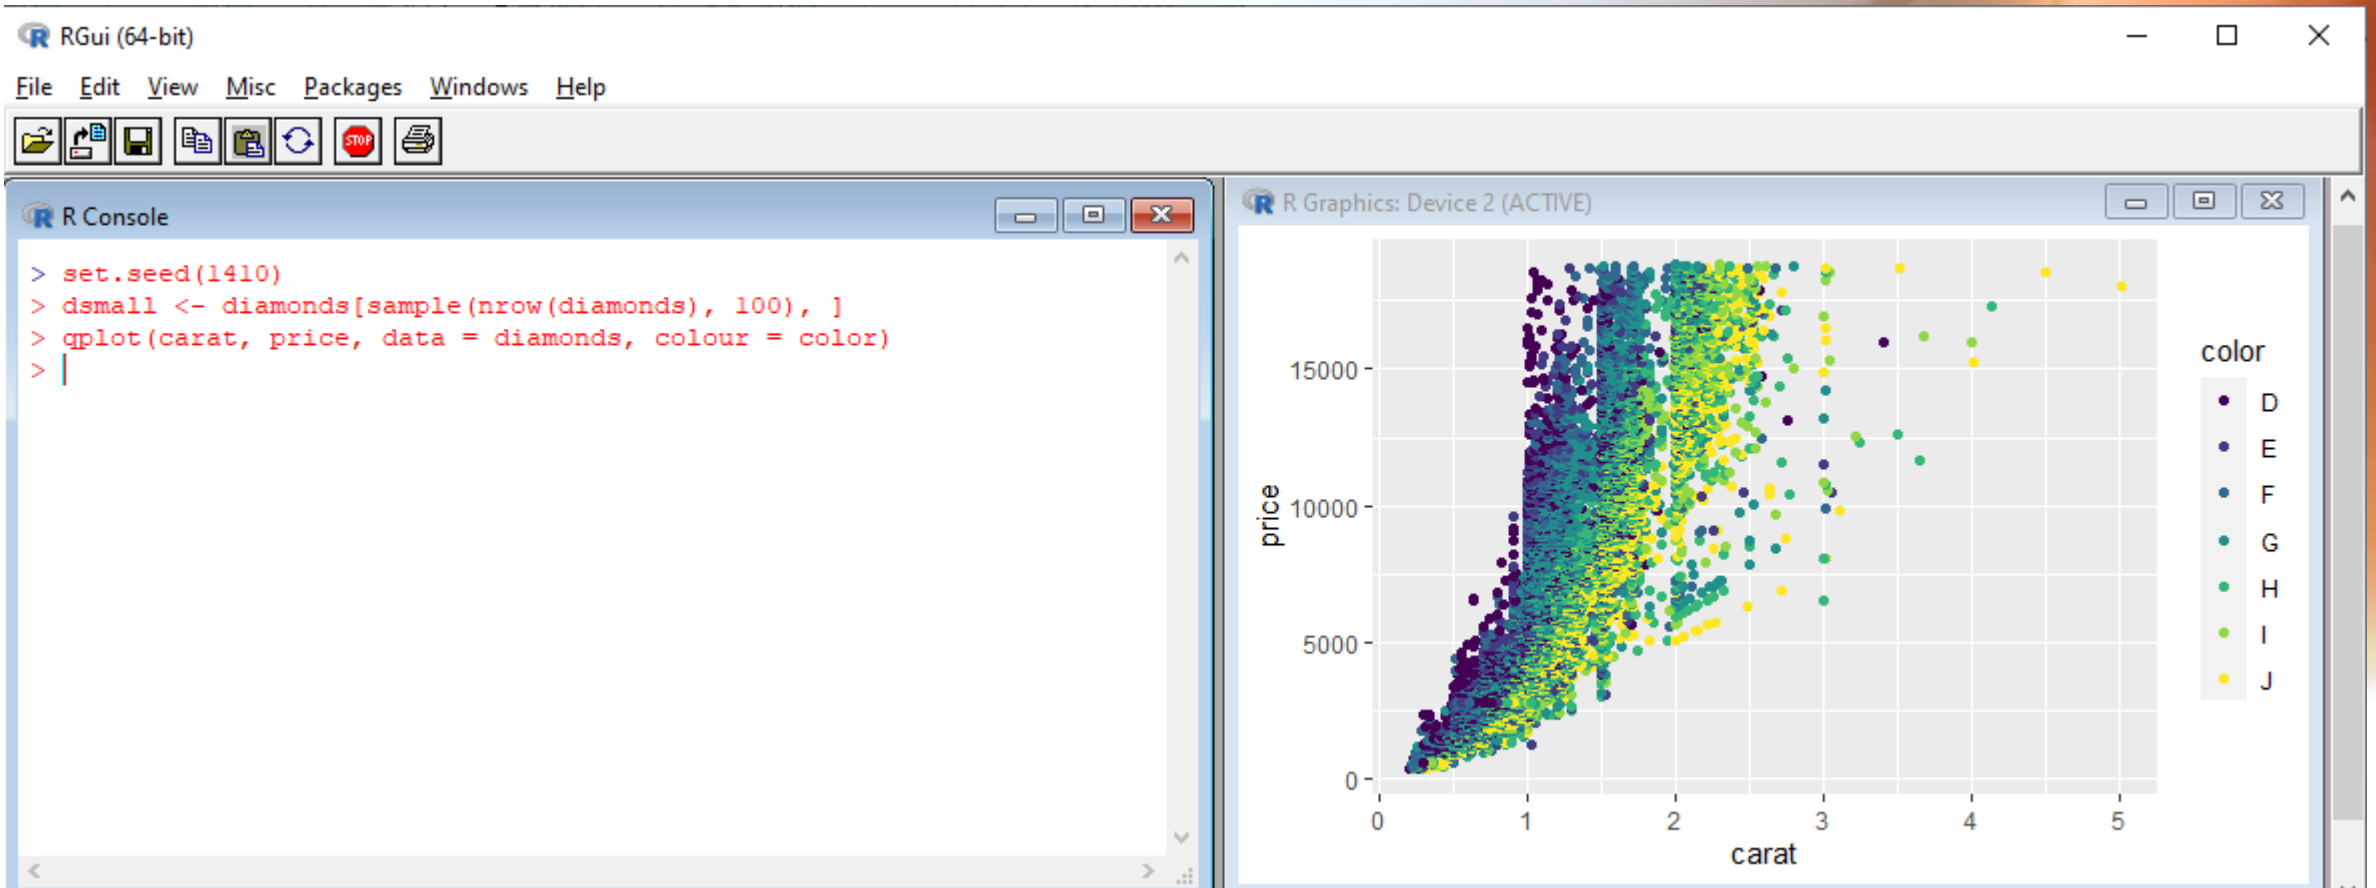 RGui (64-bit)
File Edit View Misc Packages Windows Help
STOP
R Console
> set.seed(1410)
> dsmall <- diamonds[sample(nrow(diamonds), 100), ]
> qplot(carat, price, data = diamonds, colour = color)
>
R Graphics: Device 2 (ACTIVE)
15000
10000
5000
0
price
0 1 2 3 4 5
carat
color
D
E
F
G
H
I
J